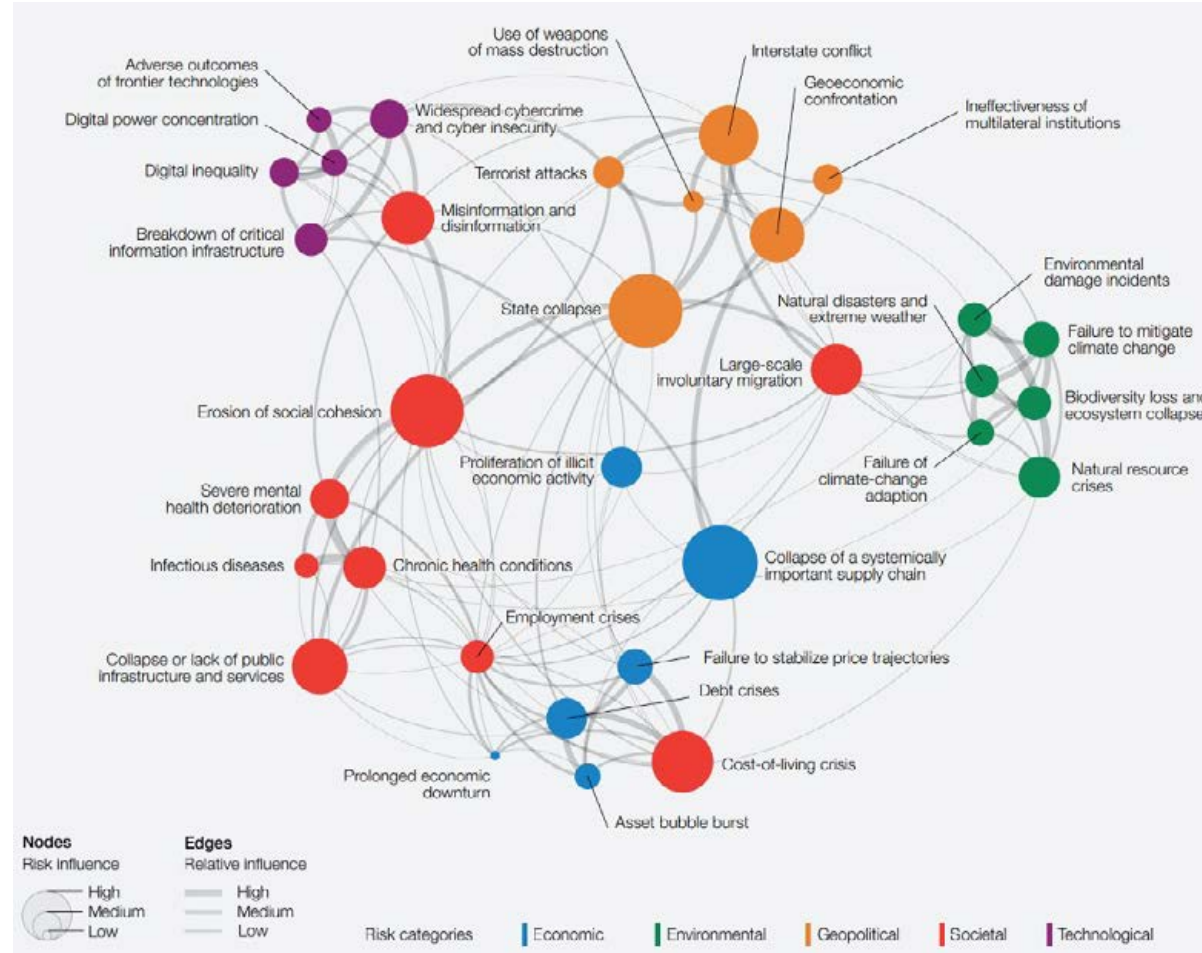 Use of weapons
of mass destruction
Interstate conflict
Adverse outcomes
of frontier technologies
Geoeconomic
confrontation
Ineffectiveness of
multilateral institutions
Digital power concentration
Widespread cybercrime
and cyber insecurity
Digital inequality
Terrorist attacks
Misinformation and
disinformation
Breakdown of critical
information infrastructure
Environmental
damage incidents
State collapse
Natural disasters and
extreme weather
Failure to mitigate
climate change
Large-scale
involuntary migration
Biodiversity loss and
ecosystem collapse
Erosion of social cohesion
Proliferation of illicit
economic activity
Failure of
climate-change
adaption
Natural resource
crises
Severe mental
health deterioration
Infectious diseases
Chronic health conditions
Collapse of a systemically
important supply chain
Employment crises
Collapse or lack of public
infrastructure and services
Failure to stabilize price trajectories
Debt crises
Prolonged economic
downturn
Cost-of-living crisis
Asset bubble burst
Nodes
Risk influence
High
Medium
Low
Edges
Relative influence
High
Medium
Low
Risk categories
Economic
Environmental
Geopolitical
Societal
Technological